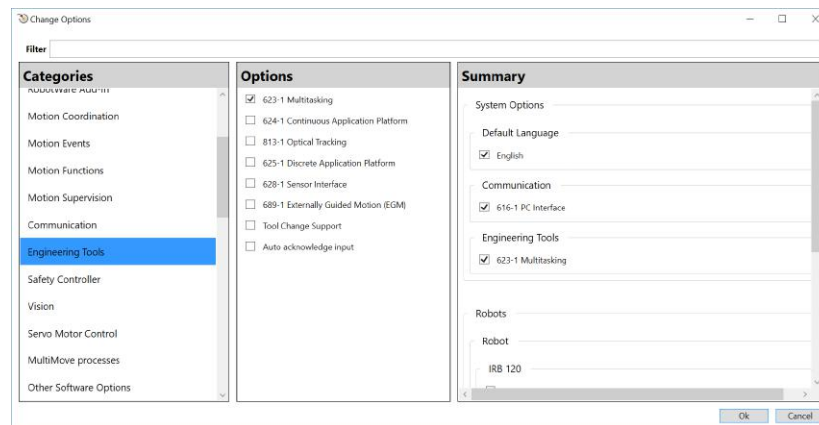 Change Options
Filter
Categories
RobotWare Add-In
Motion Coordination
Motion Events
Motion Functions
Motion Supervision
Communication
Engineering Tools
Safety Controller
Vision
Servo Motor Control
MultiMove processes
Other Software Options
Options
623-1 Multitasking
624-1 Continuous Application Platform
813-1 Optical Tracking
625-1 Discrete Application Platform
628-1 Sensor Interface
689-1 Externally Guided Motion (EGM)
Tool Change Support
Auto acknowledge input
Summary
System Options
Default Language
English
Communication
616-1 PC Interface
Engineering Tools
623-1 Multitasking
Robots
Robot
IRB 120
Ok
Cancel